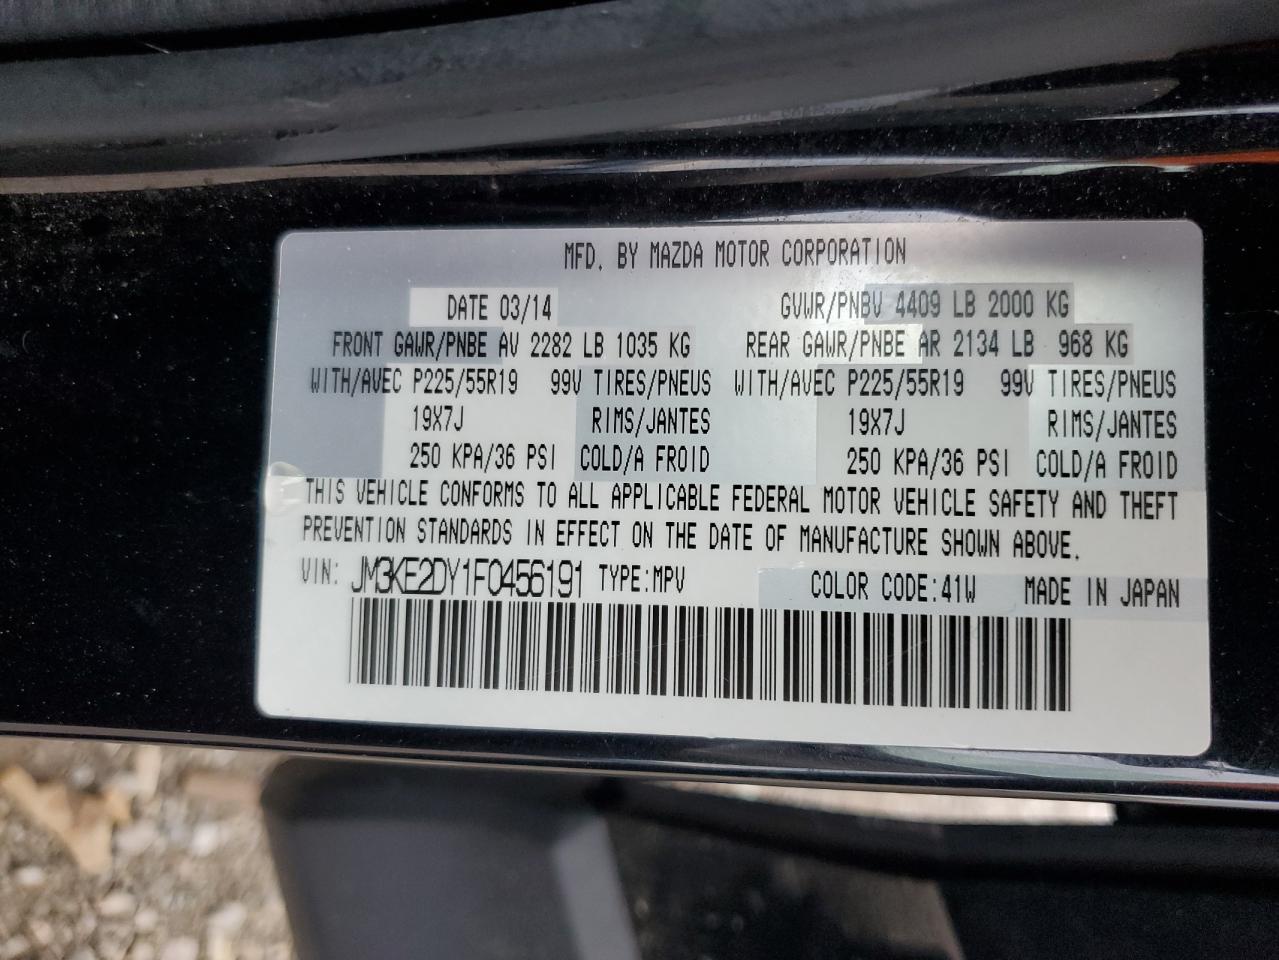 MFD. BY MAZDA MOTOR CORPORATION
DATE 03/14 GVWR/PNBV 4409 LB 2000 KG
FRONT GAWR/PNBE AV 2282 LB 1035 KG REAR GAWR/PNBE AR 2134 LB 968 KG
WITH/AVEC P225/55R19 99V TIRES/PNEUS WITH/AVEC P225/55R19 99V TIRES/PNEUS
19X7J RIMS/JANTES 19X7J RIMS/JANTES
250 KPA/36 PSI COLD/A FROID 250 KPA/36 PSI COLD/A FROID
THIS VEHICLE CONFORMS TO ALL APPLICABLE FEDERAL MOTOR VEHICLE SAFETY AND THEFT
PREVENTION STANDARDS IN EFFECT ON THE DATE OF MANUFACTURE SHOWN ABOVE.
VIN: JM3KE2DY1F0456191 TYPE:MPV COLOR CODE:41W MADE IN JAPAN